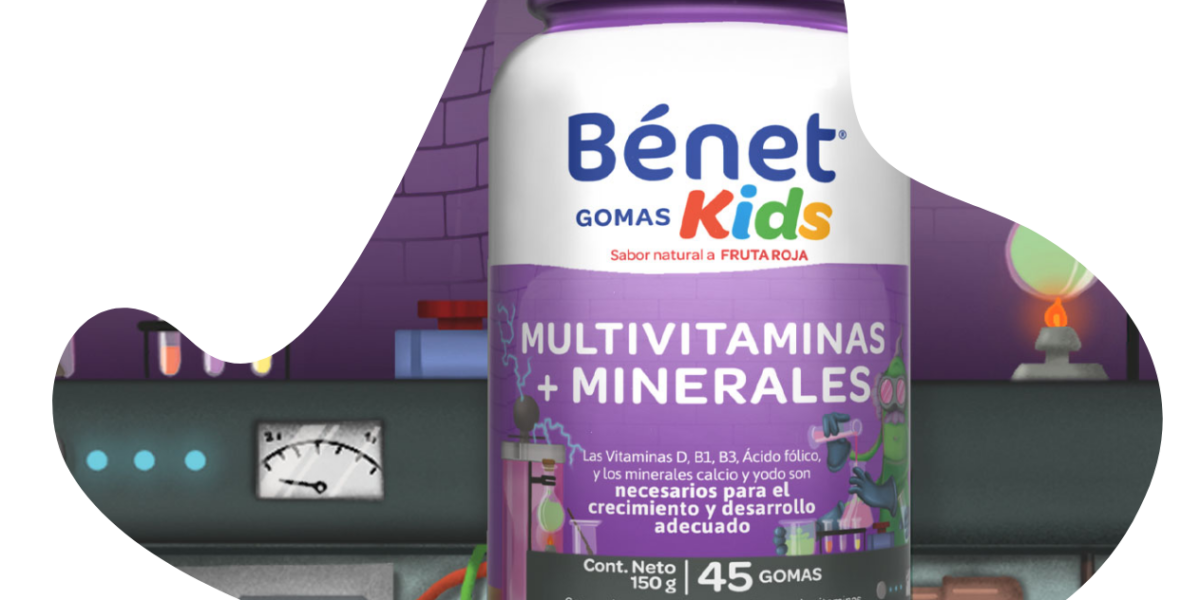 Bénet®
GOMAS Kids
Sabor natural a FRUTA ROJA
MULTIVITAMINAS
+ MINERALES
Las Vitaminas D, B1, B3, Ácido fólico,
y los minerales calcio y yodo son
necesarios para el
crecimiento y desarrollo
adecuado
Cont. Neto
150 g
45 GOMAS